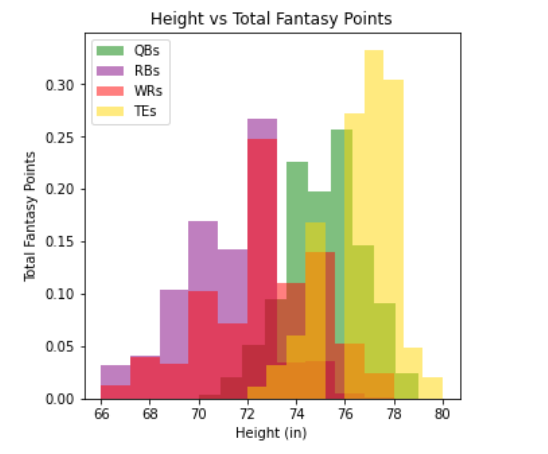 Height vs Total Fantasy Points
QBs
RBs
WRs
TEs
Total Fantasy Points
0.30
0.25
0.20
0.15
0.10
0.05
0.00
66 68 70 72 74 76 78 80
Height (in)